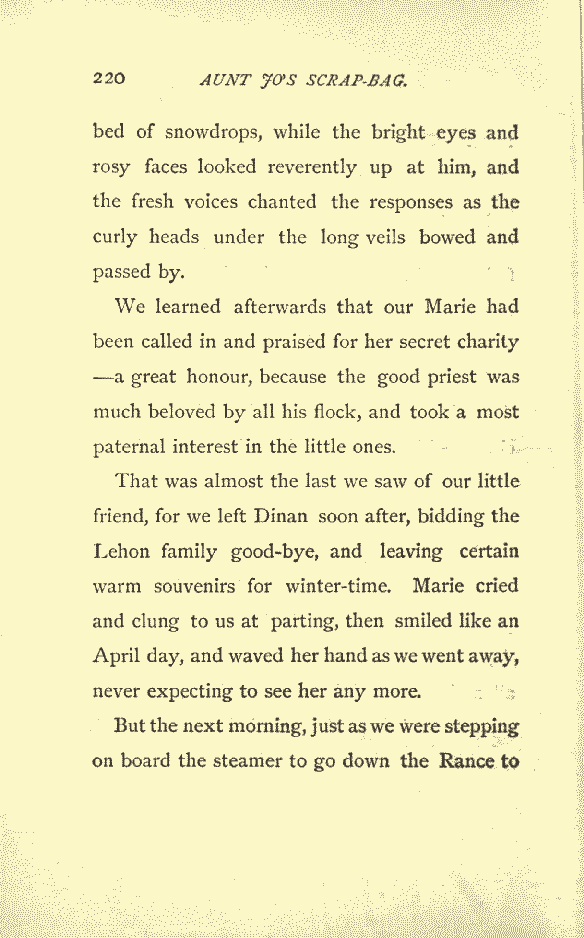 220 AUNT JO'S SCRAP-BAG.
bed of snowdrops, while the bright eyes and
rosy faces looked reverently up at him, and
the fresh voices chanted the responses as the
curly heads under the long veils bowed and
passed by.
We learned afterwards that our Marie had
been called in and praised for her secret charity
—a great honour, because the good priest was
much beloved by all his flock, and took a most
paternal interest in the little ones.
That was almost the last we saw of our little
friend, for we left Dinan soon after, bidding the
Lehon family good-bye, and leaving certain
warm souvenirs for winter-time. Marie cried
and clung to us at parting, then smiled like an
April day, and waved her hand as we went away,
never expecting to see her any more.
But the next morning, just as we were stepping
on board the steamer to go down the Rance to